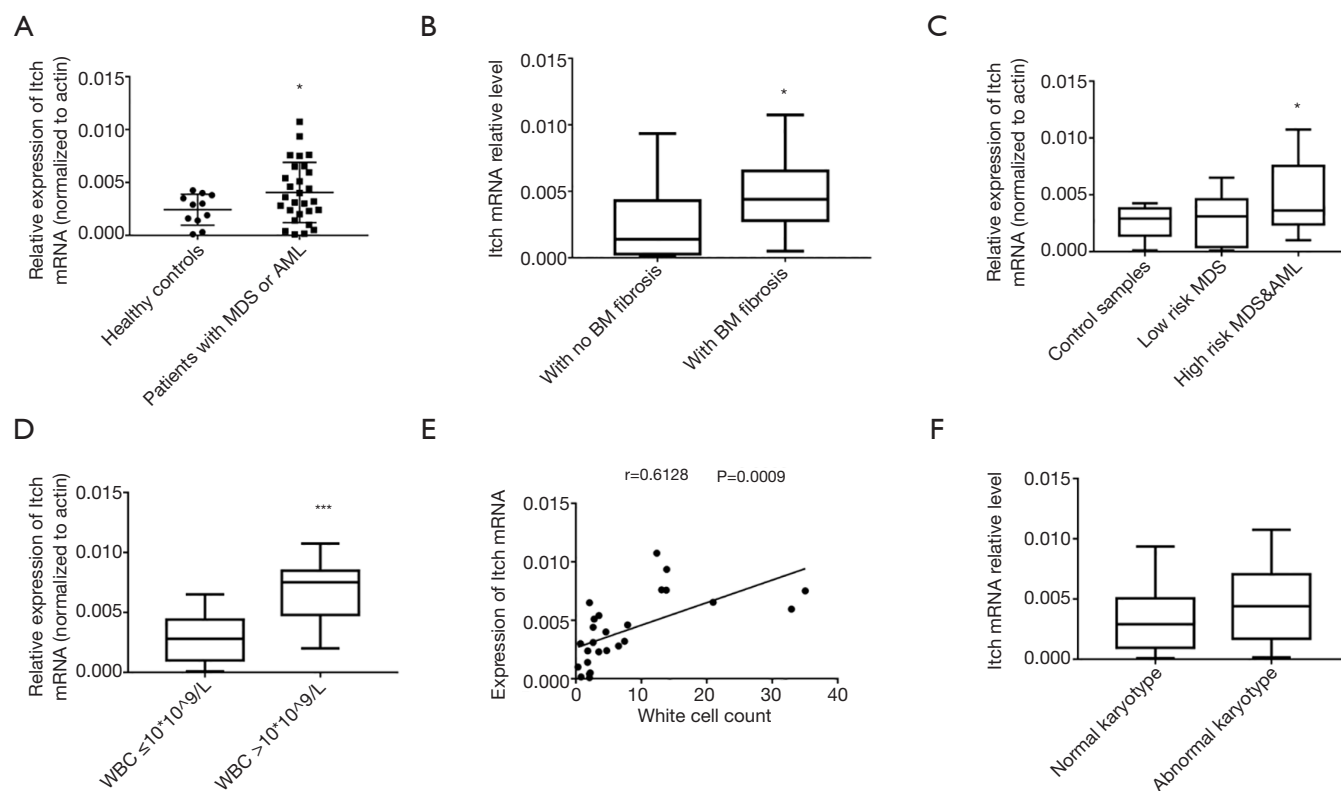 A
Relative expression of Itch
mRNA (normalized to actin)
0.015
0.010
0.005
0.000
*
Healthy controls
Patients with MDS or AML
B
Itch mRNA relative level
0.015
0.010
0.005
0.000
*
With no BM fibrosis
With BM fibrosis
C
Relative expression of Itch
mRNA (normalized to actin)
0.015
0.010
0.005
0.000
*
Control samples
Low risk MDS
High risk MDS&AML
D
Relative expression of Itch
mRNA (normalized to actin)
0.015
0.010
0.005
0.000
***
WBC ≤10*10^9/L
WBC >10*10^9/L
E
r=0.6128 P=0.0009
Expression of Itch mRNA
0.015
0.010
0.005
0.000
0 10 20 30 40
White cell count
F
Itch mRNA relative level
0.015
0.010
0.005
0.000
Normal karyotype
Abnormal karyotype